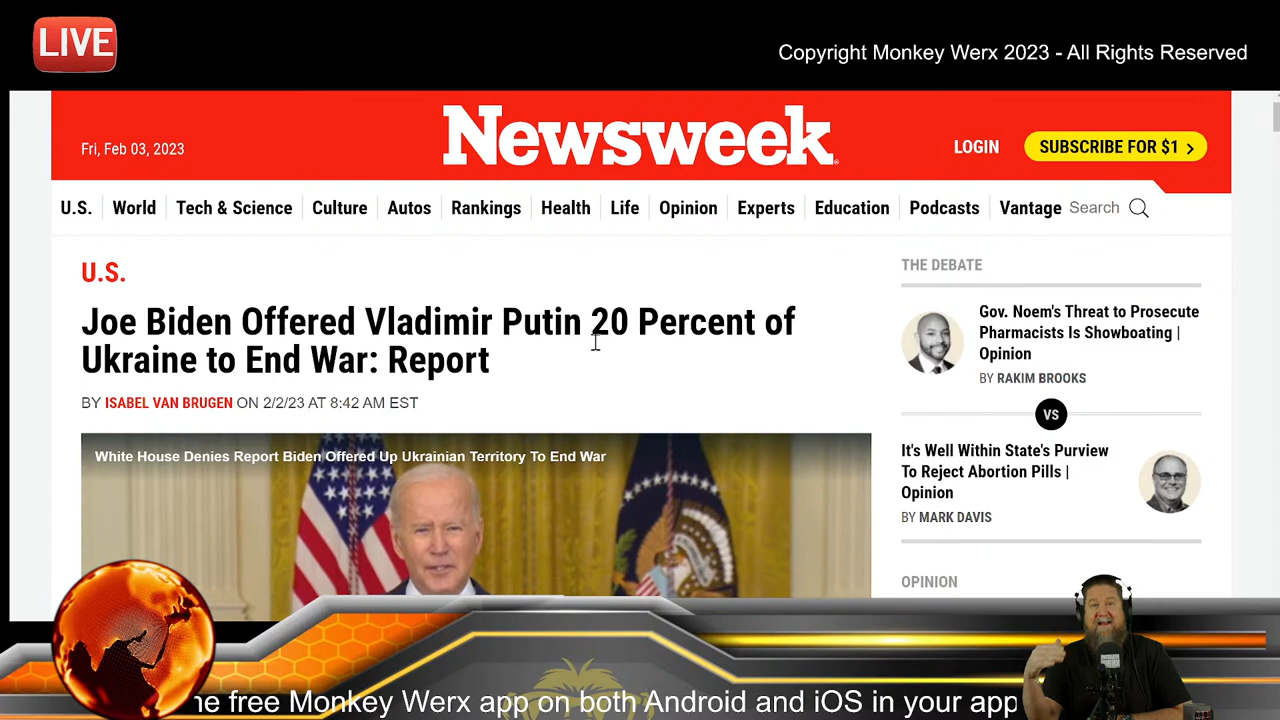 LIVE
Copyright Monkey Werx 2023 - All Rights Reserved
Fri, Feb 03, 2023
Newsweek
LOGIN
SUBSCRIBE FOR $1 >
U.S. World Tech & Science Culture Autos Rankings Health Life Opinion Experts Education Podcasts Vantage Search
U.S.
Joe Biden Offered Vladimir Putin 20 Percent of
Ukraine to End War: Report
BY ISABEL VAN BRUGEN ON 2/2/23 AT 8:42 AM EST
White House Denies Report Biden Offered Up Ukrainian Territory To End War
THE DEBATE
Gov. Noem's Threat to Prosecute
Pharmacists Is Showboating |
Opinion
BY RAKIM BROOKS
VS
It's Well Within State's Purview
To Reject Abortion Pills |
Opinion
BY MARK DAVIS
OPINION
free Monkey Werx app on both Android and iOS in your app